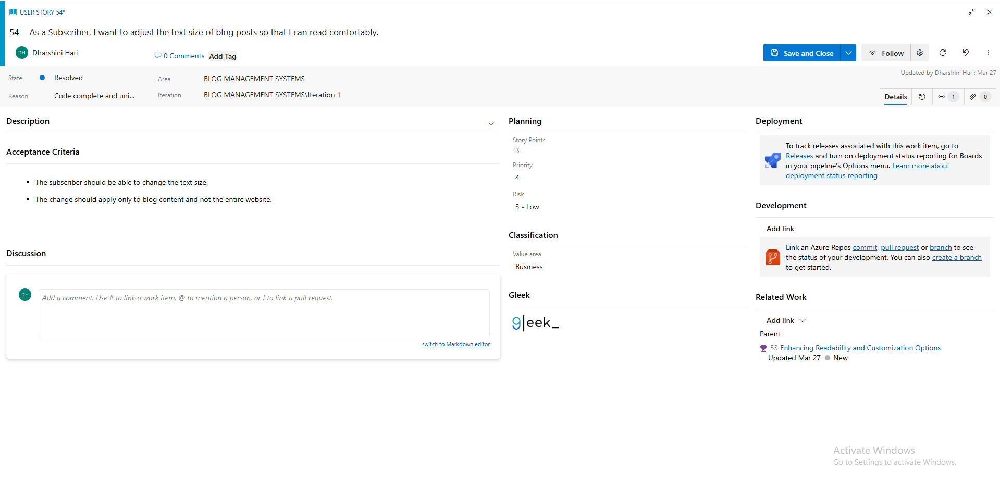 USER STORY 54*
54 As a Subscriber, I want to adjust the text size of blog posts so that I can read comfortably.
DH Dharshini Hari
0 Comments Add Tag
Save and Close
Follow
State Resolved
Area BLOG MANAGEMENT SYSTEMS
Updated by Dharshini Hari: Mar 27
Reason Code complete and uni...
Iteration BLOG MANAGEMENT SYSTEMS\Iteration 1
Details 1 0
Description
Acceptance Criteria
The subscriber should be able to change the text size.
The change should apply only to blog content and not the entire website.
Discussion
DH
Add a comment. Use # to link a work item, @ to mention a person, or ! to link a pull request.
switch to Markdown editor
Planning
Story Points
3
Priority
4
Risk
3 - Low
Classification
Value area
Business
Gleek
g|eek_
Deployment
To track releases associated with this work item, go to
Releases and turn on deployment status reporting for Boards
in your pipeline's Options menu. Learn more about
deployment status reporting
Development
Add link
Link an Azure Repos commit, pull request or branch to see
the status of your development. You can also create a branch
to get started.
Related Work
Add link
Parent
53 Enhancing Readability and Customization Options
Updated Mar 27 New
Activate Windows
Go to Settings to activate Windows.